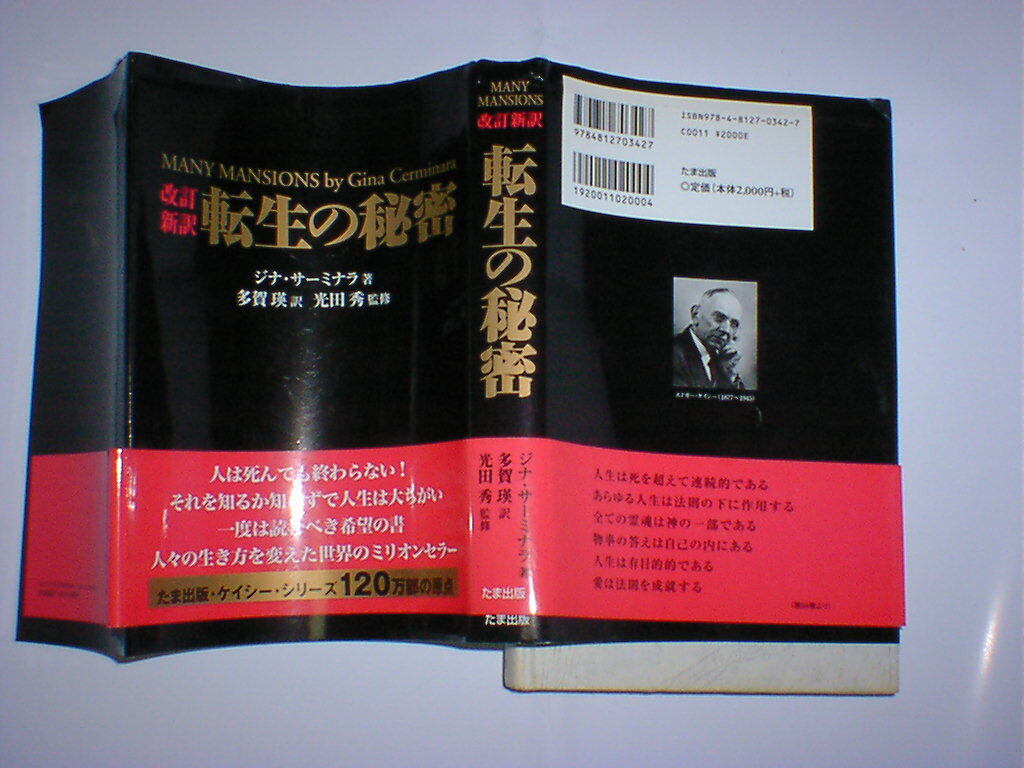 MANY MANSIONS by Gina Cerminara
改訂
新訳
転生の秘密
ジナ・サーミナラ 著
多賀 瑛 訳 光田 秀 監修
人は死んでも終わらない！
それを知るか知らずで人生は大ちがい
一度は読むべき希望の書
人々の生き方を変えた世界のミリオンセラー
たま出版・ケイシー・シリーズ 120万部の原点
MANY
MANSIONS
改訂新訳
転生の秘密
ジナ・サーミナラ 著
多賀 瑛 訳
光田 秀 監修
たま出版
たま出版
9784812703427
1920011020004
ISBN978-4-8127-0342-7
C0011 ¥2000E
たま出版
○定価（本体2,000円+税）
エドガー・ケイシー（1877〜1945）
人生は死を超えて連続的である
あらゆる人生は法則の下に作用する
全ての霊魂は神の一部である
物事の答えは自己の内にある
人生は有目的的である
愛は法則を成就する